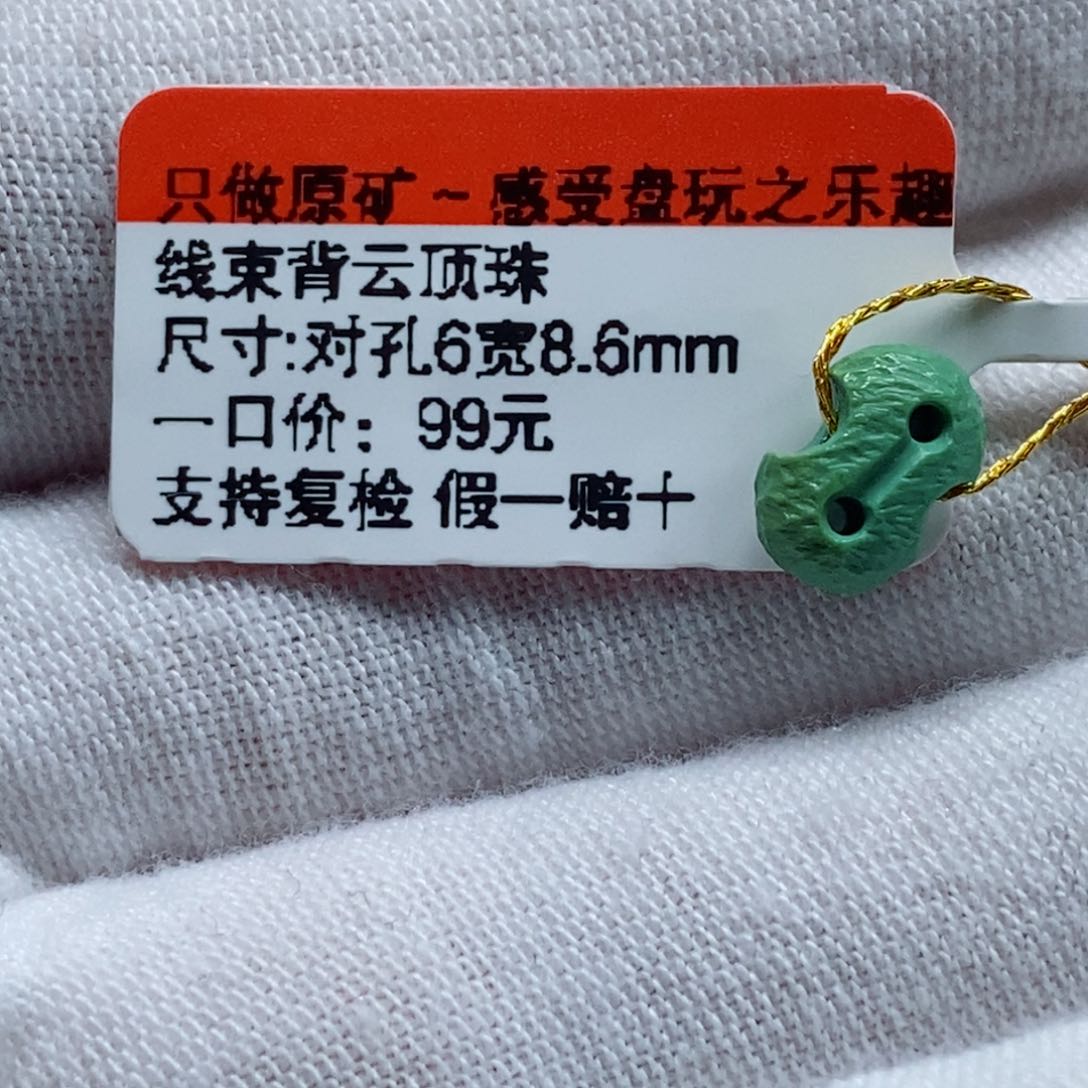 只做原矿~感受盘玩之乐趣
线束背云顶珠
尺寸:对孔6宽8.6mm
一口价：99元
支持复检 假一赔十